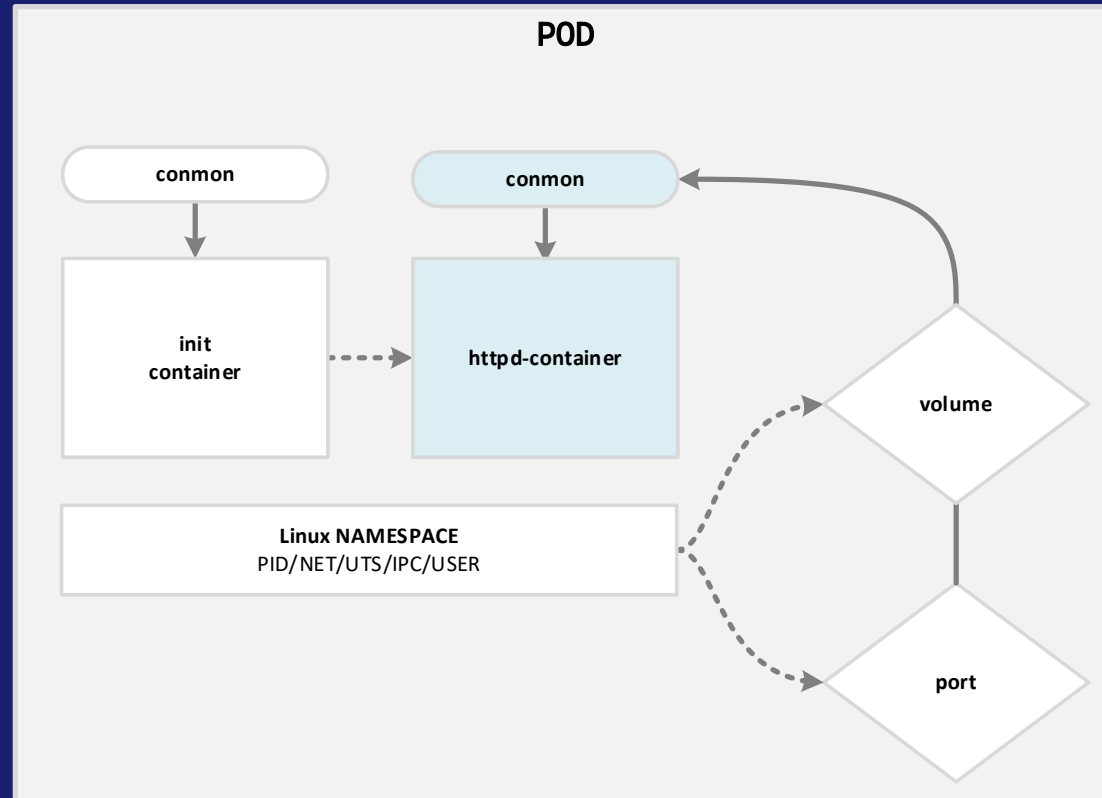 POD
conmon
conmon
init
container
httpd-container
volume
Linux NAMESPACE
PID/NET/UTS/IPC/USER
port